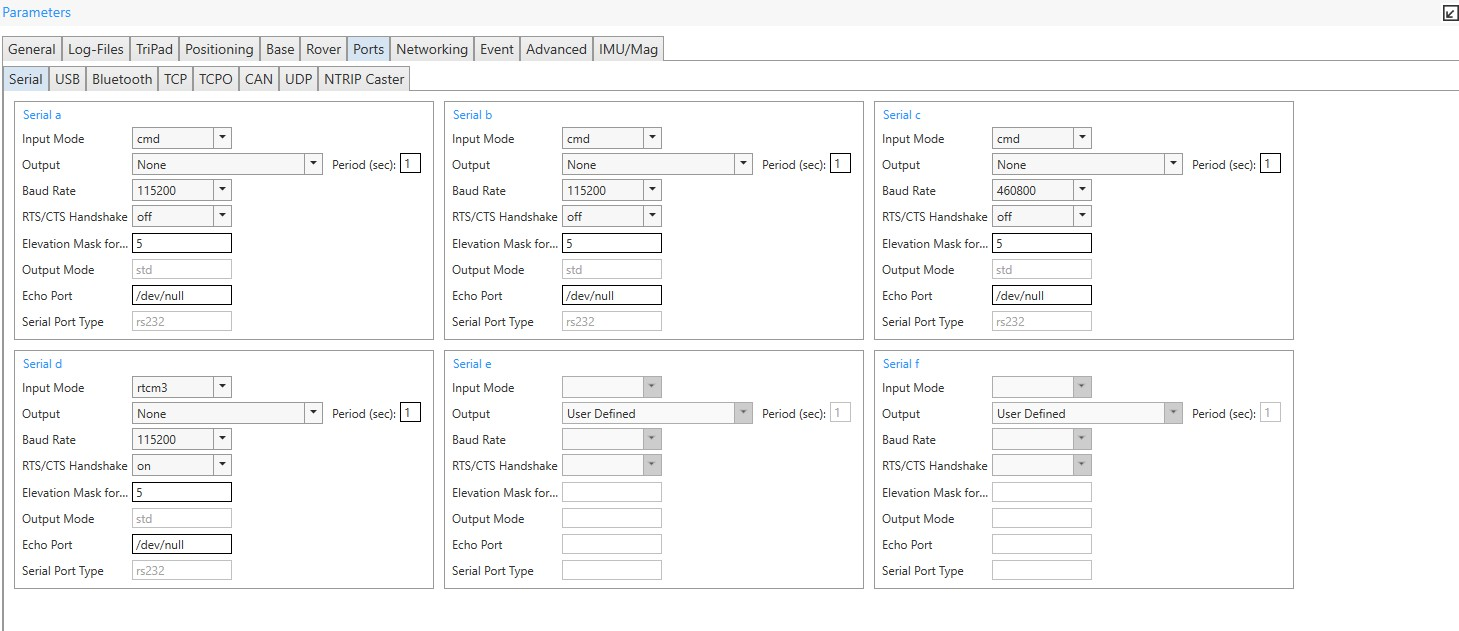 Parameters
General Log-Files TriPad Positioning Base Rover Ports Networking Event Advanced IMU/Mag
Serial USB Bluetooth TCP TCPO CAN UDP NTRIP Caster
Serial a
Input Mode cmd
Output None Period (sec): 1
Baud Rate 115200
RTS/CTS Handshake off
Elevation Mask for... 5
Output Mode std
Echo Port /dev/null
Serial Port Type rs232
Serial b
Input Mode cmd
Output None Period (sec): 1
Baud Rate 115200
RTS/CTS Handshake off
Elevation Mask for... 5
Output Mode std
Echo Port /dev/null
Serial Port Type rs232
Serial c
Input Mode cmd
Output None Period (sec): 1
Baud Rate 460800
RTS/CTS Handshake off
Elevation Mask for... 5
Output Mode std
Echo Port /dev/null
Serial Port Type rs232
Serial d
Input Mode rtcm3
Output None Period (sec): 1
Baud Rate 115200
RTS/CTS Handshake on
Elevation Mask for... 5
Output Mode std
Echo Port /dev/null
Serial Port Type rs232
Serial e
Input Mode
Output User Defined Period (sec): 1
Baud Rate
RTS/CTS Handshake
Elevation Mask for...
Output Mode
Echo Port
Serial Port Type
Serial f
Input Mode
Output User Defined Period (sec): 1
Baud Rate
RTS/CTS Handshake
Elevation Mask for...
Output Mode
Echo Port
Serial Port Type